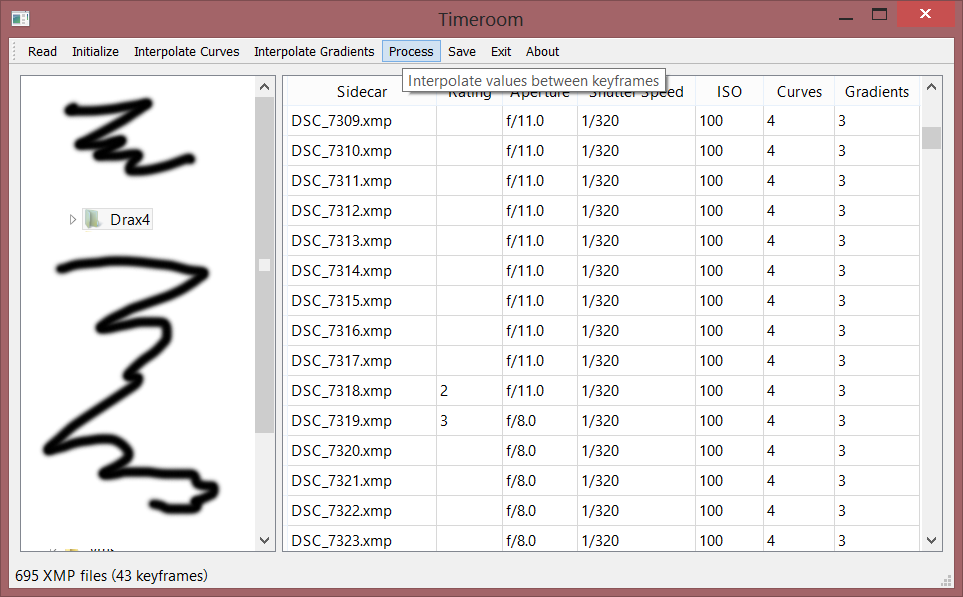 Timeroom
Read Initialize Interpolate Curves Interpolate Gradients Process Save Exit About
Interpolate values between keyframes
Sidecar Rating Aperture Shutter Speed ISO Curves Gradients
DSC_7309.xmp f/11.0 1/320 100 4 3
DSC_7310.xmp f/11.0 1/320 100 4 3
DSC_7311.xmp f/11.0 1/320 100 4 3
DSC_7312.xmp f/11.0 1/320 100 4 3
Drax4
DSC_7313.xmp f/11.0 1/320 100 4 3
DSC_7314.xmp f/11.0 1/320 100 4 3
DSC_7315.xmp f/11.0 1/320 100 4 3
DSC_7316.xmp f/11.0 1/320 100 4 3
DSC_7317.xmp f/11.0 1/320 100 4 3
DSC_7318.xmp 2 f/11.0 1/320 100 4 3
DSC_7319.xmp 3 f/8.0 1/320 100 4 3
DSC_7320.xmp f/8.0 1/320 100 4 3
DSC_7321.xmp f/8.0 1/320 100 4 3
DSC_7322.xmp f/8.0 1/320 100 4 3
DSC_7323.xmp f/8.0 1/320 100 4 3
695 XMP files (43 keyframes)